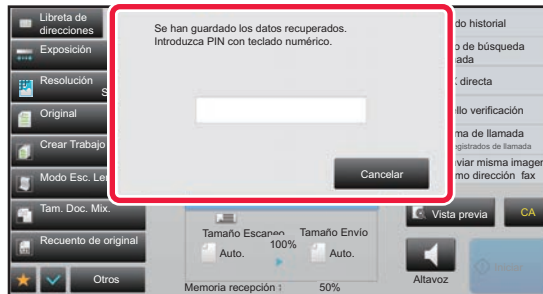 Libreta de
direcciones
Exposición
Resolución
S
Original
Crear Trabajo
Modo Esc. Le
Tam. Doc. Mix.
Recuento de original
Otros
Se han guardado los datos recuperados.
Introduzca PIN con teclado numérico.
Cancelar
do historial
o de búsqueda
ada
directa
llo verificación
ma de llamada
egistrados de llamada
viar misma imagen
mo dirección fax
Vista previa
CA
Tamaño Escaneo
Tamaño Envío
100%
Auto.
Auto.
Altavoz
Memoria recepción :
50%